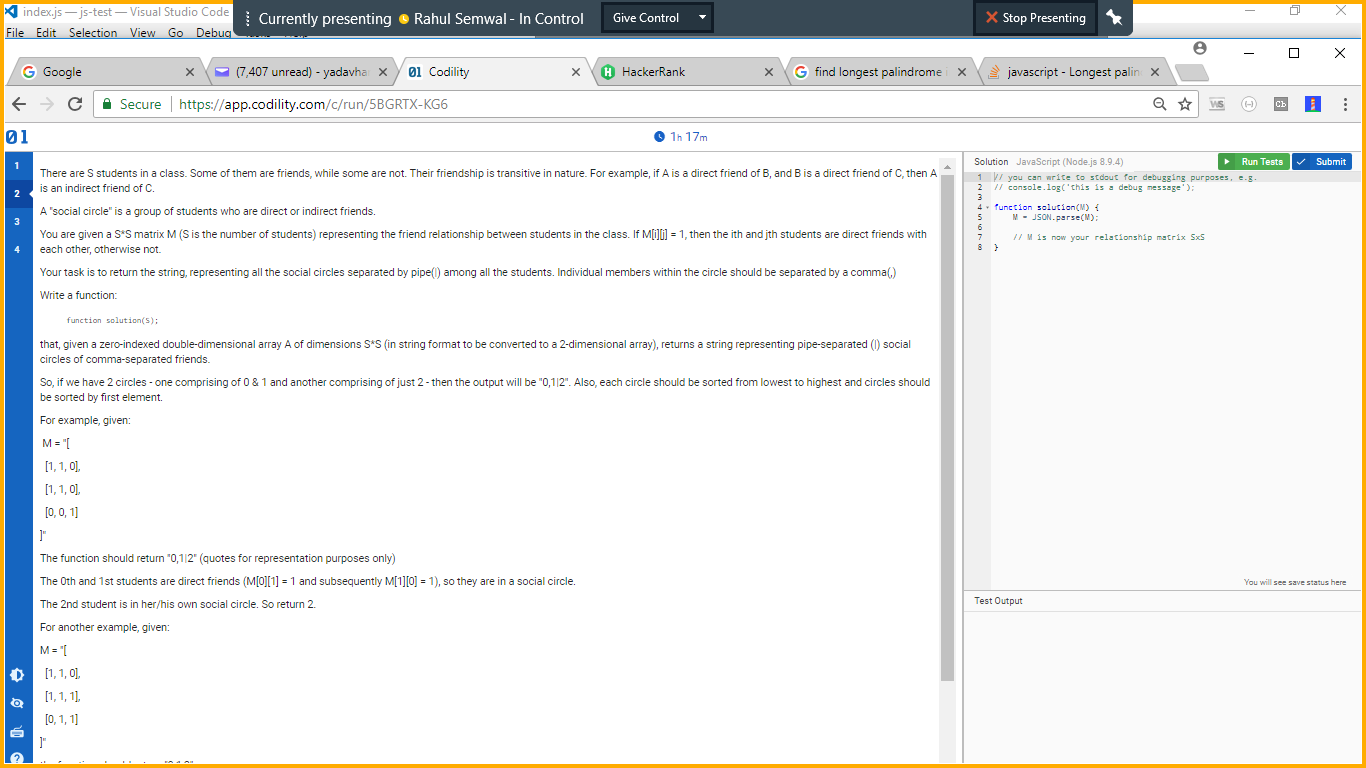 index.js — js-test — Visual Studio Code
Currently presenting Rahul Semwal - In Control
Give Control
Stop Presenting
File Edit Selection View Go Debug
Google
(7,407 unread) - yadavha
Codility
HackerRank
find longest palindrome
javascript - Longest palin
Secure
https://app.codility.com/c/run/5BGRTX-KG6
01
1h 17m
1
2
3
4
There are S students in a class. Some of them are friends, while some are not. Their friendship is transitive in nature. For example, if A is a direct friend of B, and B is a direct friend of C, then A
is an indirect friend of C.
A "social circle" is a group of students who are direct or indirect friends.
You are given a S*S matrix M (S is the number of students) representing the friend relationship between students in the class. If M[i][j] = 1, then the ith and jth students are direct friends with
each other, otherwise not.
Your task is to return the string, representing all the social circles separated by pipe(|) among all the students. Individual members within the circle should be separated by a comma(,)
Write a function:
function solution(S);
that, given a zero-indexed double-dimensional array A of dimensions S*S (in string format to be converted to a 2-dimensional array), returns a string representing pipe-separated (|) social
circles of comma-separated friends.
So, if we have 2 circles - one comprising of 0 & 1 and another comprising of just 2 - then the output will be "0,1|2". Also, each circle should be sorted from lowest to highest and circles should
be sorted by first element.
For example, given:
M = "[
[1, 1, 0],
[1, 1, 0],
[0, 0, 1]
]"
The function should return "0,1|2" (quotes for representation purposes only)
The 0th and 1st students are direct friends (M[0][1] = 1 and subsequently M[1][0] = 1), so they are in a social circle.
The 2nd student is in her/his own social circle. So return 2.
For another example, given:
M = "[
[1, 1, 0],
[1, 1, 1],
[0, 1, 1]
]"
Solution JavaScript (Node.js 8.9.4)
Run Tests
Submit
1 // you can write to stdout for debugging purposes, e.g.
2 // console.log('this is a debug message');
3
4 function solution(M) {
5 M = JSON.parse(M);
6
7 // M is now your relationship matrix SxS
8 }
You will see save status here
Test Output